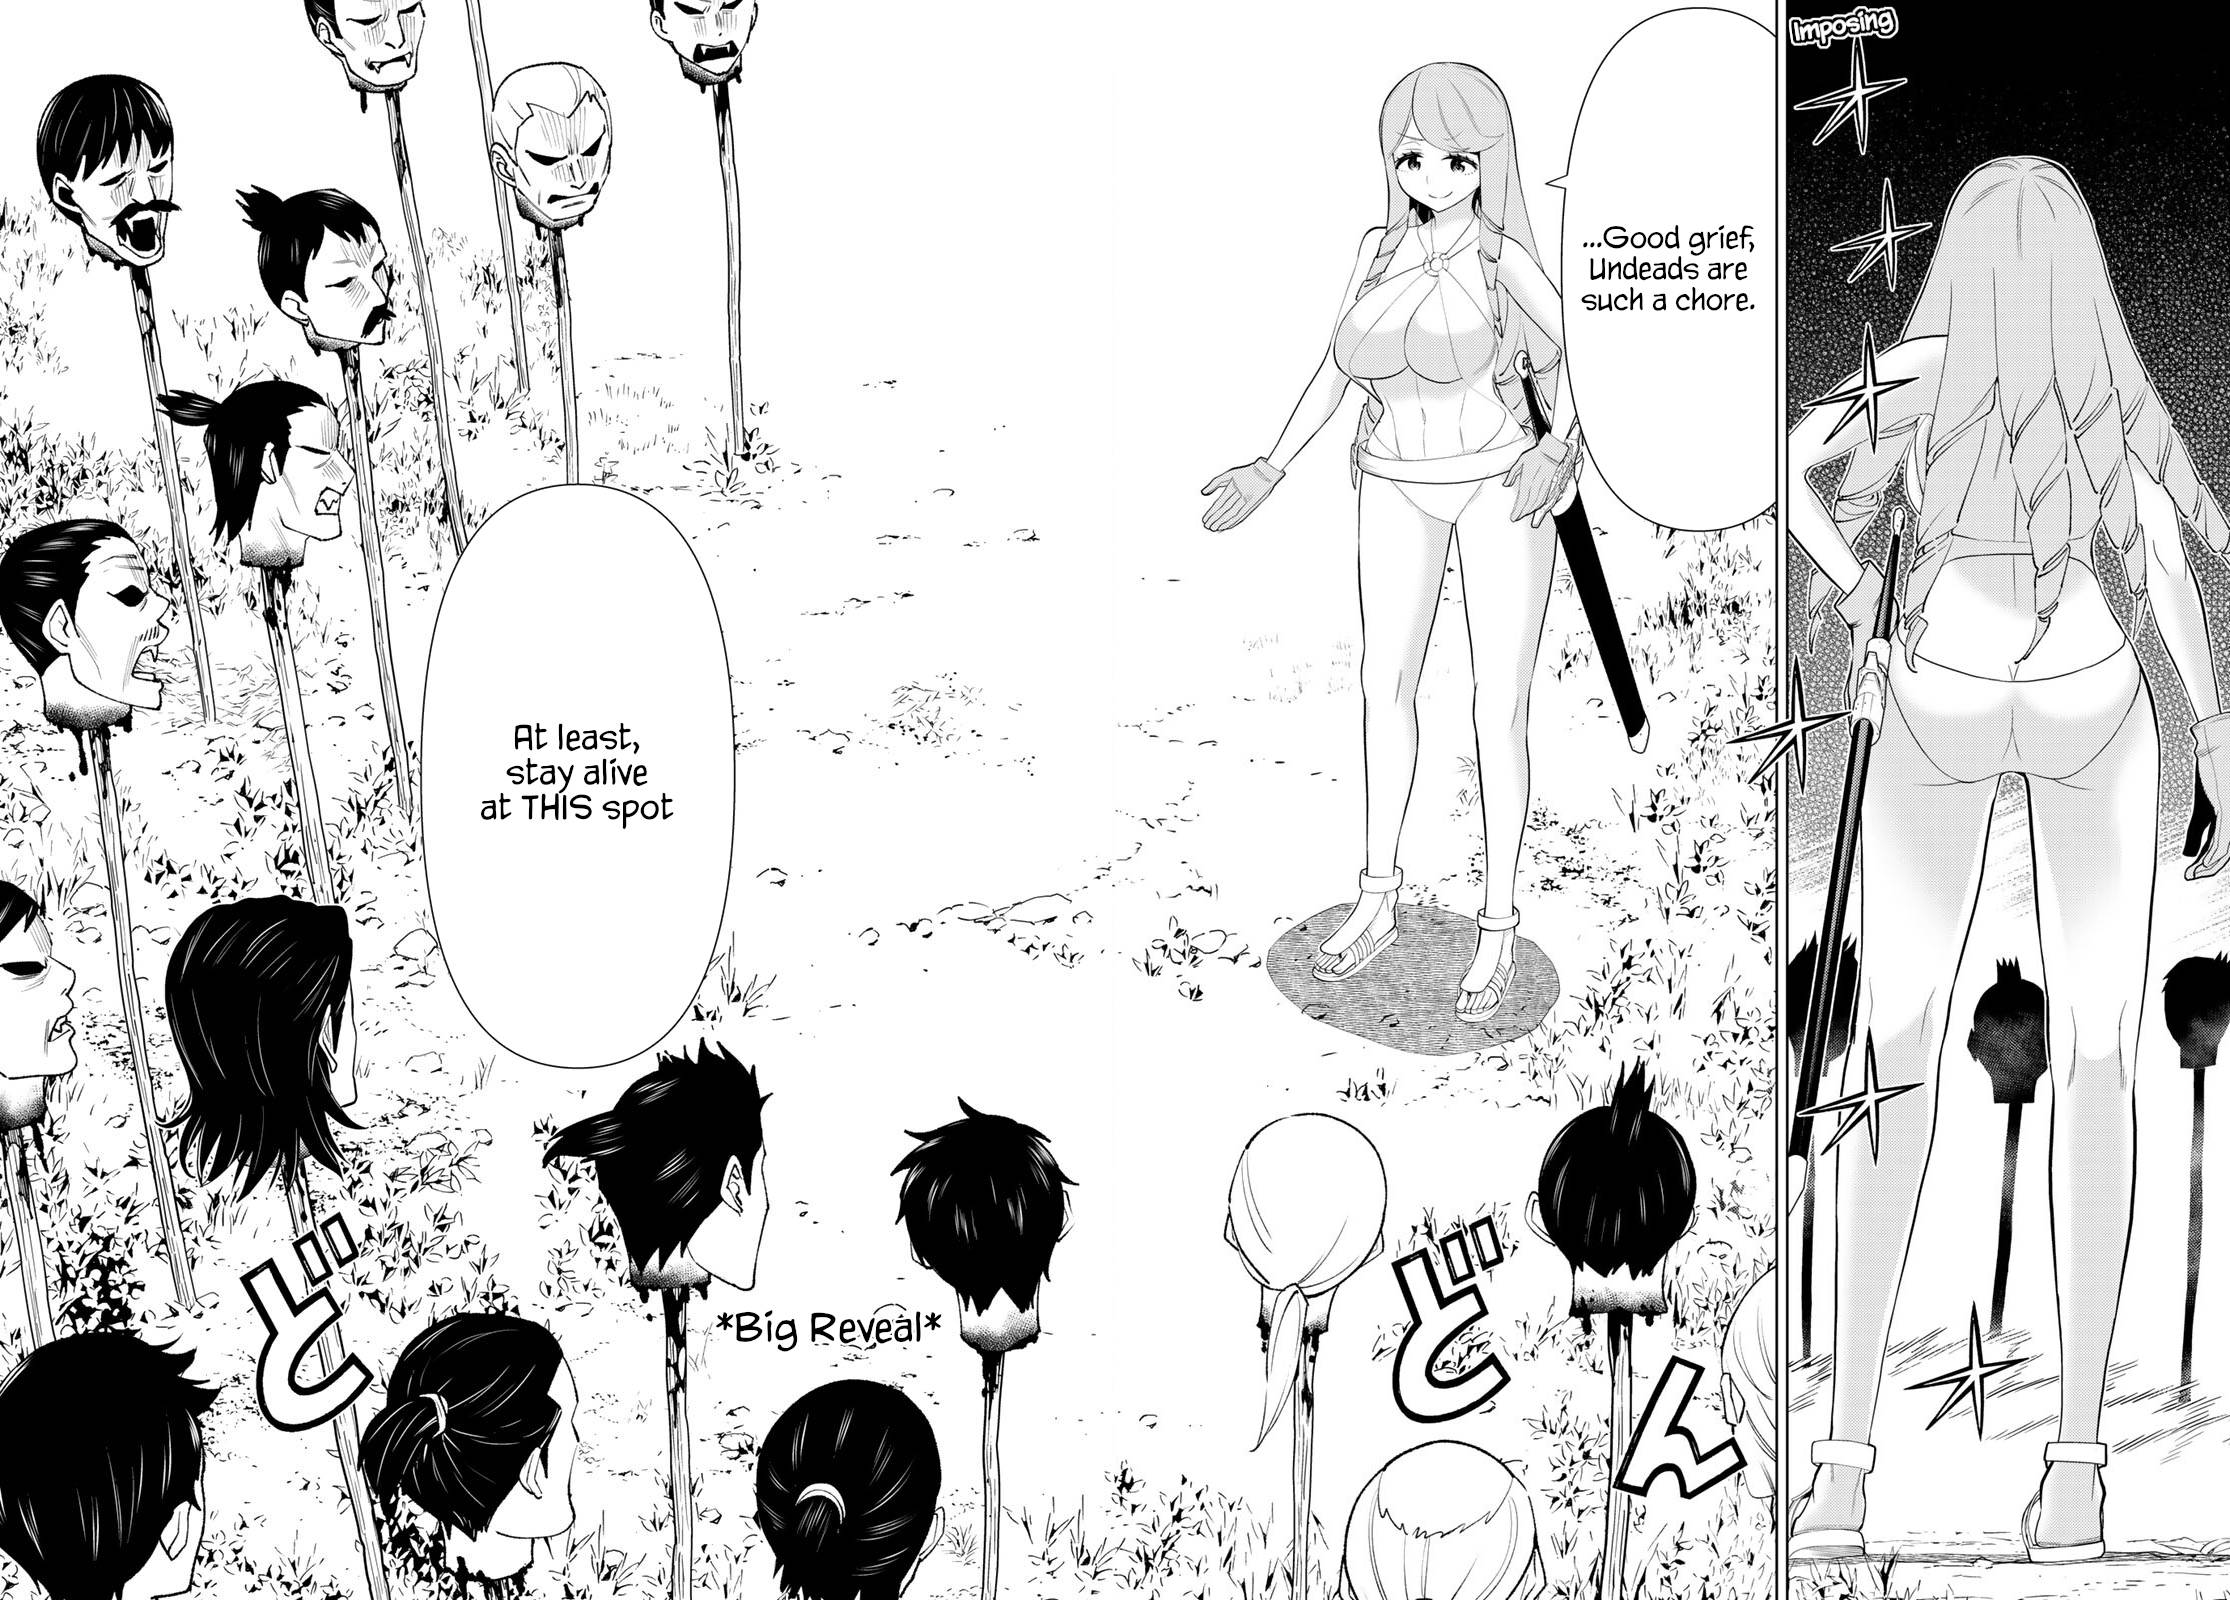 Imposing
...Good grief,
Undeads are
such a chore.
At least,
stay alive
at THIS spot
*Big Reveal*
どどん